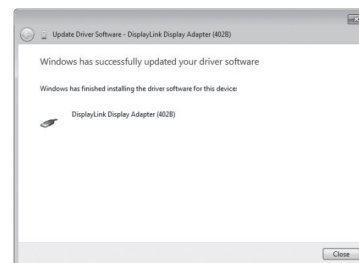 Update Driver Software - DisplayLink Display Adapter (402B)
Windows has successfully updated your driver software
Windows has finished installing the driver software for this device:
DisplayLink Display Adapter (402B)
Close